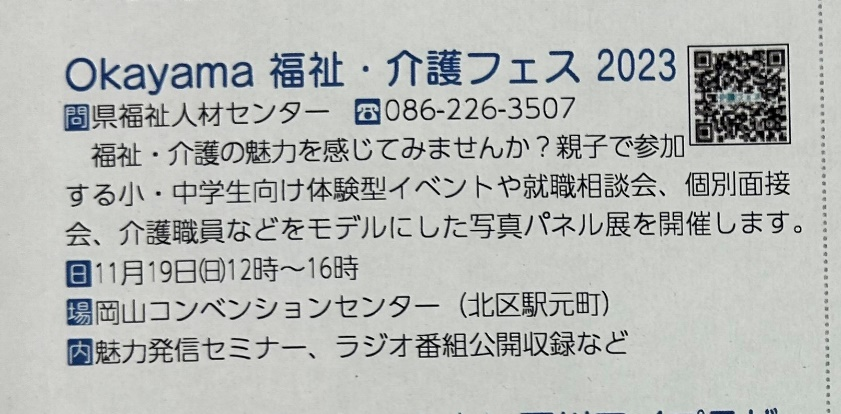 Okayama 福祉・介護フェス 2023
問県福祉人材センター ☎086-226-3507
福祉・介護の魅力を感じてみませんか？親子で参加
する小・中学生向け体験型イベントや就職相談会、個別面接
会、介護職員などをモデルにした写真パネル展を開催します。
日11月19日㈰12時〜16時
場岡山コンベンションセンター（北区駅元町）
内魅力発信セミナー、ラジオ番組公開収録など